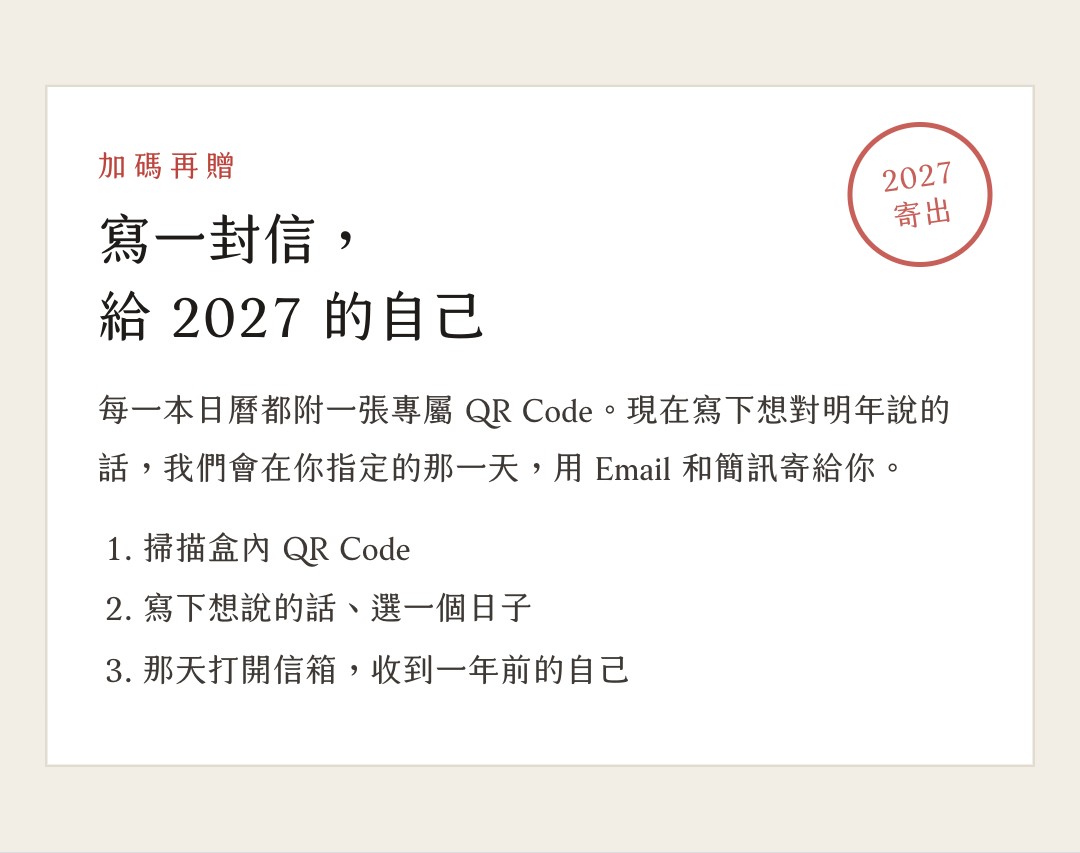 加碼再贈
2027
寄出
寫一封信，
給 2027 的自己
每一本日曆都附一張專屬 QR Code。現在寫下想對明年說的
話，我們會在你指定的那一天，用 Email 和簡訊寄給你。
1. 掃描盒內 QR Code
2. 寫下想說的話、選一個日子
3. 那天打開信箱，收到一年前的自己